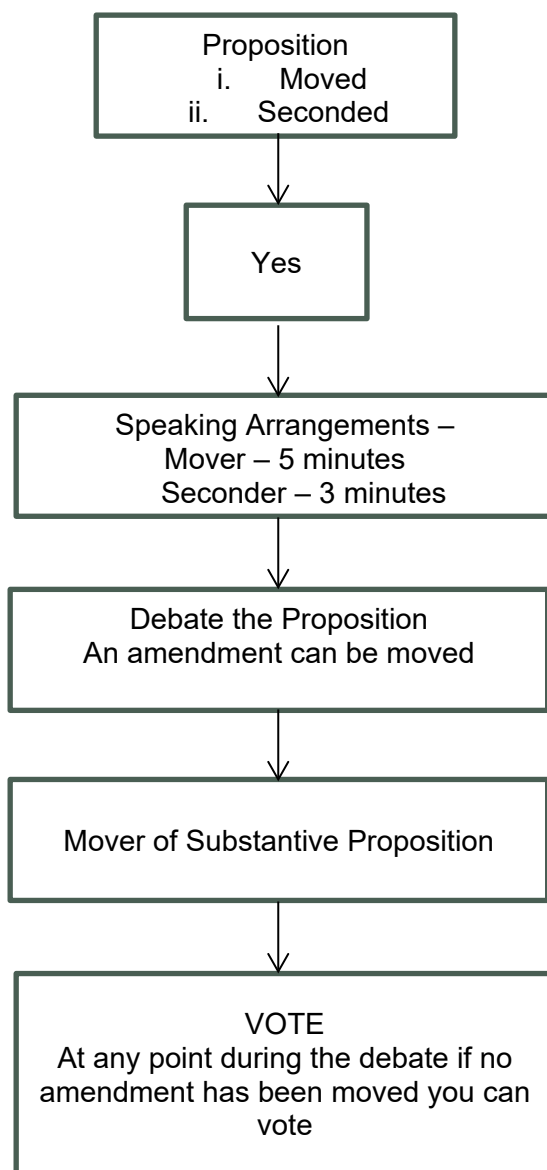 Proposition
i. Moved
ii. Seconded
Yes
Speaking Arrangements –
Mover – 5 minutes
Seconder – 3 minutes
Debate the Proposition
An amendment can be moved
Mover of Substantive Proposition
VOTE
At any point during the debate if no
amendment has been moved you can
vote